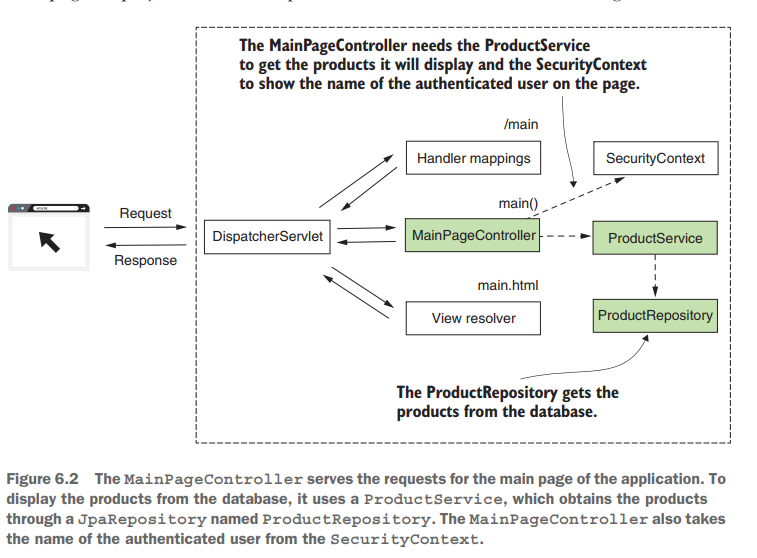 The MainPageController needs the ProductService
to get the products it will display and the SecurityContext
to show the name of the authenticated user on the page.
/main
Handler mappings
SecurityContext
main()
Request
DispatcherServlet
MainPageController
ProductService
Response
main.html
View resolver
ProductRepository
The ProductRepository gets the
products from the database.
Figure 6.2 The MainPageController serves the requests for the main page of the application. To
display the products from the database, it uses a ProductService, which obtains the products
through a JpaRepository named ProductRepository. The MainPageController also takes
the name of the authenticated user from the SecurityContext.